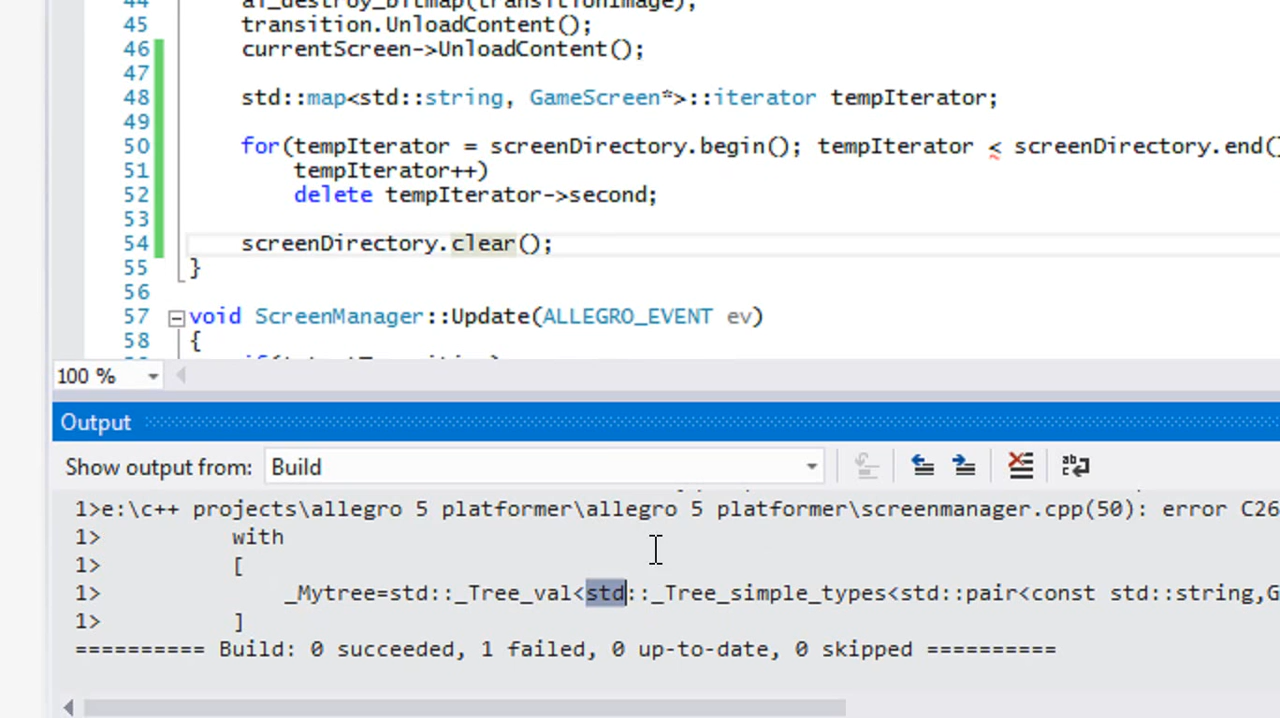 44 al_destroy_bitmap(transitionImage);
45 transition.UnloadContent();
46 currentScreen->UnloadContent();
47
48 std::map<std::string, GameScreen*>::iterator tempIterator;
49
50 for(tempIterator = screenDirectory.begin(); tempIterator < screenDirectory.end()
51 tempIterator++)
52 delete tempIterator->second;
53
54 screenDirectory.clear();
55 }
56
57 void ScreenManager::Update(ALLEGRO_EVENT ev)
58 {
100 %
Output
Show output from: Build
1>e:\c++ projects\allegro 5 platformer\allegro 5 platformer\screenmanager.cpp(50): error C26
1> with
1> [
1> _Mytree=std::_Tree_val<std::_Tree_simple_types<std::pair<const std::string,G
1> ]
========== Build: 0 succeeded, 1 failed, 0 up-to-date, 0 skipped ==========